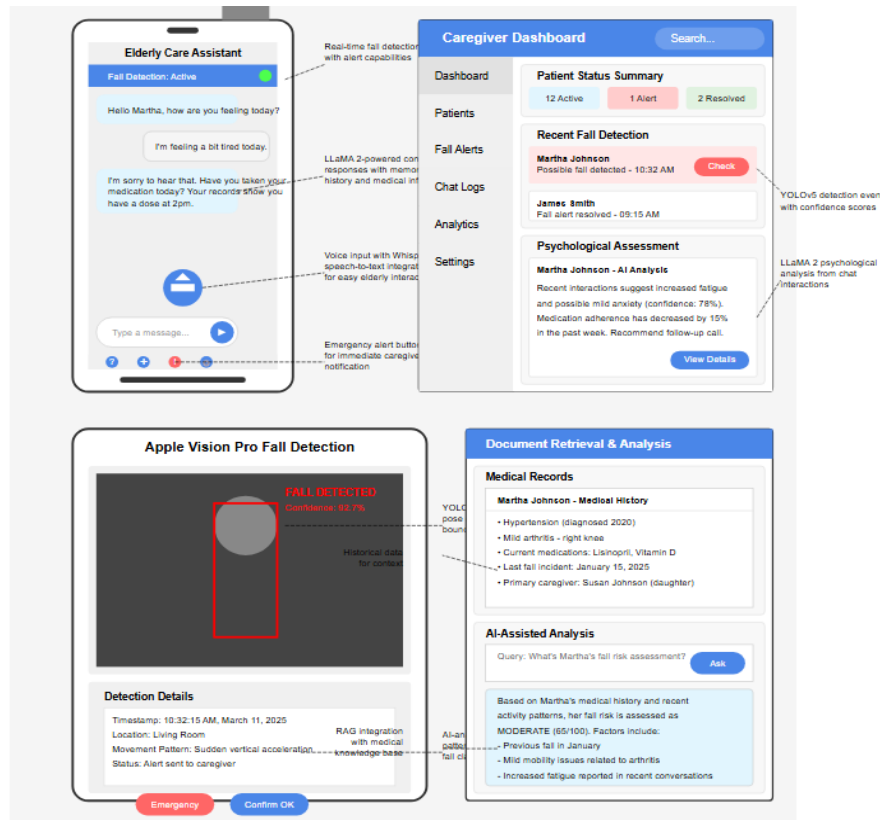 Elderly Care Assistant
Fall Detection: Active
Hello Martha, how are you feeling today?
I'm feeling a bit tired today.
I'm sorry to hear that. Have you taken your
medication today? Your records show you
have a dose at 2pm.
Type a message...
?
Real-time fall detection
with alert capabilities
LLaMA 2-powered con
responses with memor
history and medical inf
Voice input with Whisp
speech-to-text integrat
for easy elderly interac
Emergency alert button
for immediate caregive
notification
Caregiver Dashboard
Search...
Dashboard
Patients
Fall Alerts
Chat Logs
Analytics
Settings
Patient Status Summary
12 Active
1 Alert
2 Resolved
Recent Fall Detection
Martha Johnson
Possible fall detected - 10:32 AM
Check
James Smith
Fall alert resolved - 09:15 AM
Psychological Assessment
Martha Johnson - AI Analysis
Recent interactions suggest increased fatigue
and possible mild anxiety (confidence: 78%).
Medication adherence has decreased by 15%
in the past week. Recommend follow-up call.
View Details
YOLOv5 detection even
with confidence scores
LLaMA 2 psychological
analysis from chat
interactions
Apple Vision Pro Fall Detection
FALL DETECTED
Confidence: 92.7%
YOLO
pose
boun
Historical data
for context
Detection Details
Timestamp: 10:32:15 AM, March 11, 2025
Location: Living Room
Movement Pattern: Sudden vertical acceleration
Status: Alert sent to caregiver
RAG integration
with medical
knowledge base
AI-an
patte
fall cl
Emergency
Confirm OK
Document Retrieval & Analysis
Medical Records
Martha Johnson - Medical History
• Hypertension (diagnosed 2020)
• Mild arthritis - right knee
• Current medications: Lisinopril, Vitamin D
• Last fall incident: January 15, 2025
• Primary caregiver: Susan Johnson (daughter)
AI-Assisted Analysis
Query: What's Martha's fall risk assessment?
Ask
Based on Martha's medical history and recent
activity patterns, her fall risk is assessed as
MODERATE (65/100). Factors include:
- Previous fall in January
- Mild mobility issues related to arthritis
- Increased fatigue reported in recent conversations